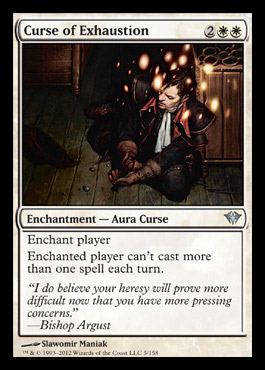 Curse of Exhaustion 2
Enchantment — Aura Curse
Enchant player
Enchanted player can't cast more
than one spell each turn.
“I do believe your heresy will prove more
difficult now that you have more pressing
concerns.”
—Bishop Argust
Slawomir Maniak
™ & © 1993–2012 Wizards of the Coast LLC 5/158